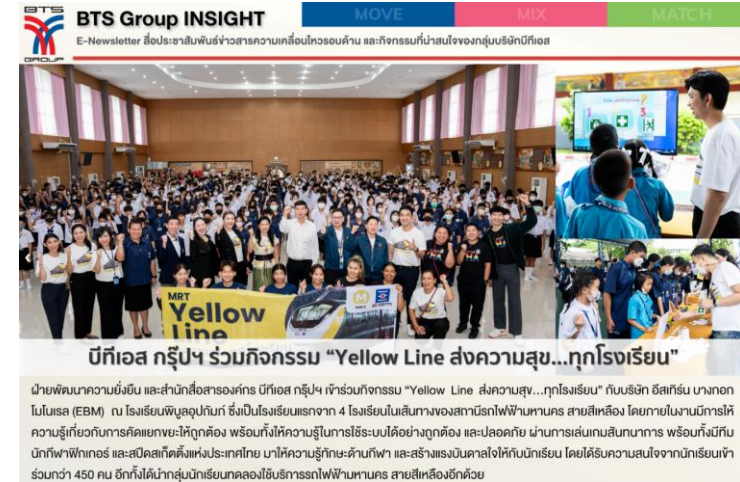 BTS
GROUP
BTS Group INSIGHT
MOVE
MIX
MATCH
E-Newsletter สื่อประชาสัมพันธ์ข่าวสารความเคลื่อนไหวรอบด้าน และกิจกรรมที่น่าสนใจของกลุ่มบริษัทบีทีเอส
MRT
Yellow
Line
บีทีเอส กรุ๊ปฯ ร่วมกิจกรรม “Yellow Line ส่งความสุข...ทุกโรงเรียน”
ฝ่ายพัฒนาความยั่งยืน และสำนักสื่อสารองค์กร บีทีเอส กรุ๊ปฯ เข้าร่วมกิจกรรม “Yellow Line ส่งความสุข...ทุกโรงเรียน” กับบริษัท อีสเทิร์น บางกอก
โมโนเรล (EBM) ณ โรงเรียนพิบูลอุปถัมภ์ ซึ่งเป็นโรงเรียนแรกจาก 4 โรงเรียนในเส้นทางของสถานีรถไฟฟ้ามหานคร สายสีเหลือง โดยภายในงานมีการให้
ความรู้เกี่ยวกับการคัดแยกขยะให้ถูกต้อง พร้อมทั้งให้ความรู้ในการใช้ระบบได้อย่างถูกต้อง และปลอดภัย ผ่านการเล่นเกมสันทนาการ พร้อมทั้งมีทีม
นักกีฬาฟิกเกอร์ และสปีดสเก็ตติ้งแห่งประเทศไทย มาให้ความรู้ทักษะด้านกีฬา และสร้างแรงบันดาลใจให้กับนักเรียน โดยได้รับความสนใจจากนักเรียนเข้า
ร่วมกว่า 450 คน อีกทั้งได้นำกลุ่มนักเรียนทดลองใช้บริการรถไฟฟ้ามหานคร สายสีเหลืองอีกด้วย